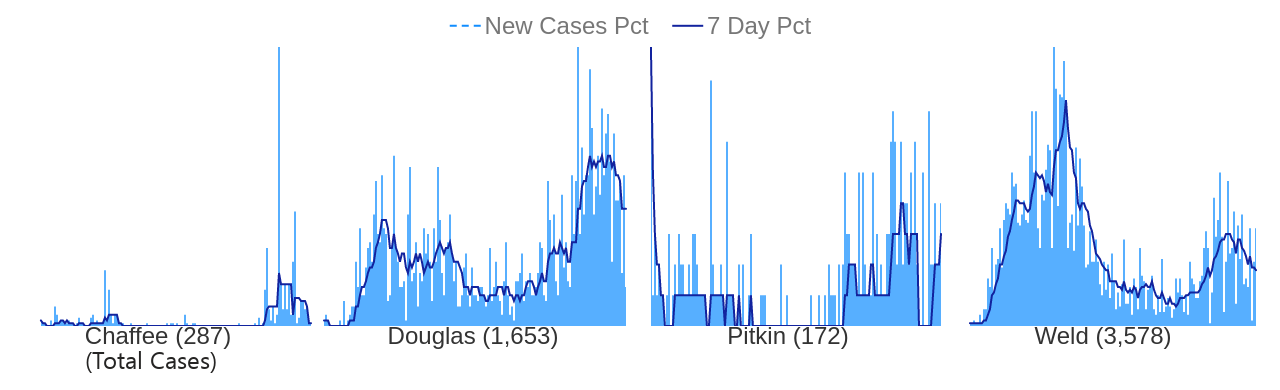 New Cases Pct 7 Day Pct
Chaffee (287) Douglas (1,653) Pitkin (172) Weld (3,578)
(Total Cases)